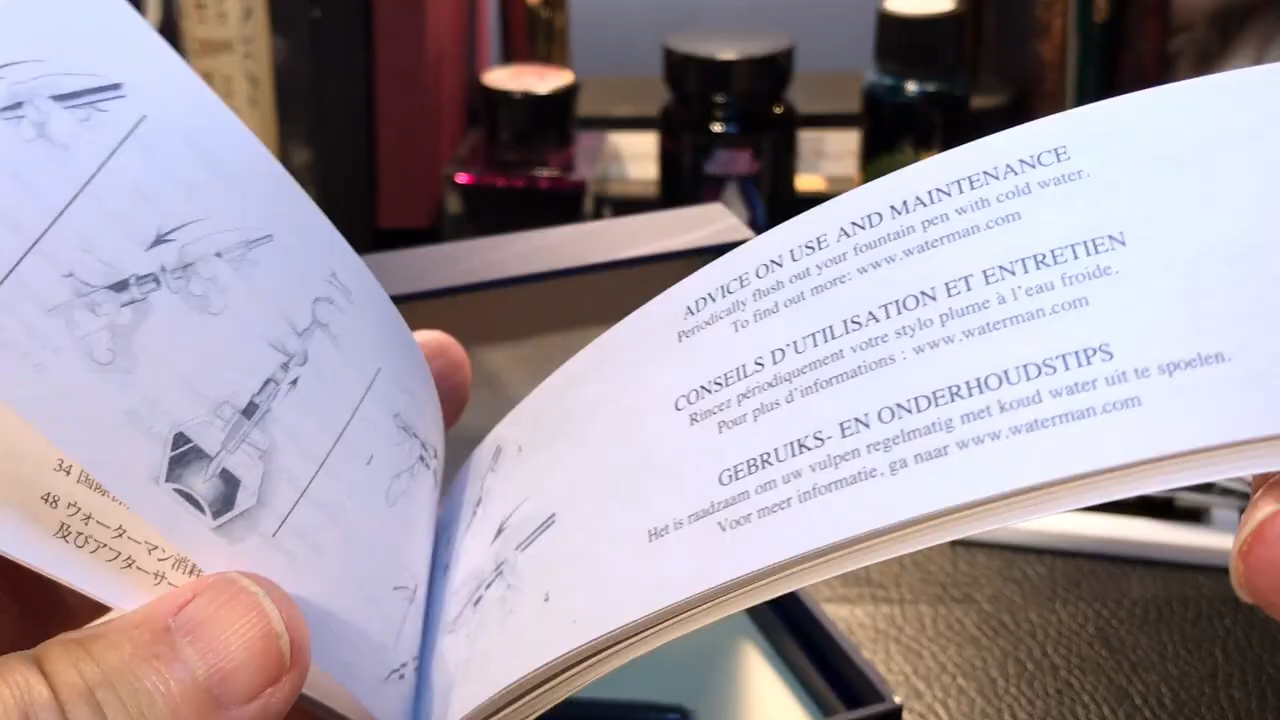 34 国際
48 ウォーターマン消耗
及びアフターサー
ADVICE ON USE AND MAINTENANCE
Periodically flush out your fountain pen with cold water.
To find out more: www.waterman.com
CONSEILS D'UTILISATION ET ENTRETIEN
Rincez périodiquement votre stylo plume à l'eau froide.
Pour plus d'informations : www.waterman.com
GEBRUIKS- EN ONDERHOUDSTIPS
Het is raadzaam om uw vulpen regelmatig met koud water uit te spoelen.
Voor meer informatie, ga naar www.waterman.com